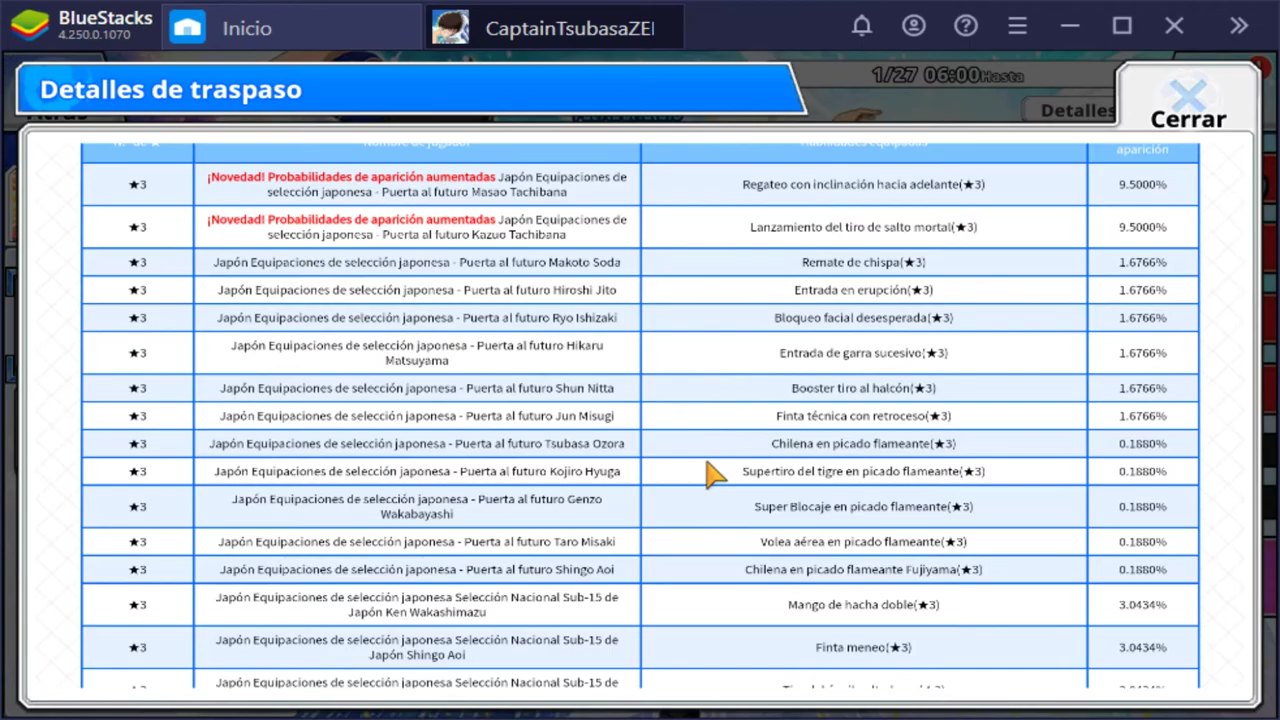 BlueStacks
4.250.0.1070
Inicio
CaptainTsubasaZE
1/27 06:00Hasta
Detalles de traspaso
Atrás
Detalles
Cerrar
Nombre de jugador
Habilidades equipadas
aparición
★3
¡Novedad! Probabilidades de aparición aumentadas Japón Equipaciones de
selección japonesa - Puerta al futuro Masao Tachibana
Regateo con inclinación hacia adelante(★3)
9.5000%
★3
¡Novedad! Probabilidades de aparición aumentadas Japón Equipaciones de
selección japonesa - Puerta al futuro Kazuo Tachibana
Lanzamiento del tiro de salto mortal(★3)
9.5000%
★3
Japón Equipaciones de selección japonesa - Puerta al futuro Makoto Soda
Remate de chispa(★3)
1.6766%
★3
Japón Equipaciones de selección japonesa - Puerta al futuro Hiroshi Jito
Entrada en erupción(★3)
1.6766%
★3
Japón Equipaciones de selección japonesa - Puerta al futuro Ryo Ishizaki
Bloqueo facial desesperada(★3)
1.6766%
★3
Japón Equipaciones de selección japonesa - Puerta al futuro Hikaru
Matsuyama
Entrada de garra sucesivo(★3)
1.6766%
★3
Japón Equipaciones de selección japonesa - Puerta al futuro Shun Nitta
Booster tiro al halcón(★3)
1.6766%
★3
Japón Equipaciones de selección japonesa - Puerta al futuro Jun Misugi
Finta técnica con retroceso(★3)
1.6766%
★3
Japón Equipaciones de selección japonesa - Puerta al futuro Tsubasa Ozora
Chilena en picado flameante(★3)
0.1880%
★3
Japón Equipaciones de selección japonesa - Puerta al futuro Kojiro Hyuga
Supertiro del tigre en picado flameante(★3)
0.1880%
★3
Japón Equipaciones de selección japonesa - Puerta al futuro Genzo
Wakabayashi
Super Blocaje en picado flameante(★3)
0.1880%
★3
Japón Equipaciones de selección japonesa - Puerta al futuro Taro Misaki
Volea aérea en picado flameante(★3)
0.1880%
★3
Japón Equipaciones de selección japonesa - Puerta al futuro Shingo Aoi
Chilena en picado flameante Fujiyama(★3)
0.1880%
★3
Japón Equipaciones de selección japonesa Selección Nacional Sub-15 de
Japón Ken Wakashimazu
Mango de hacha doble(★3)
3.0434%
★3
Japón Equipaciones de selección japonesa Selección Nacional Sub-15 de
Japón Shingo Aoi
Finta meneo(★3)
3.0434%
Japón Equipaciones de selección japonesa Selección Nacional Sub-15 de